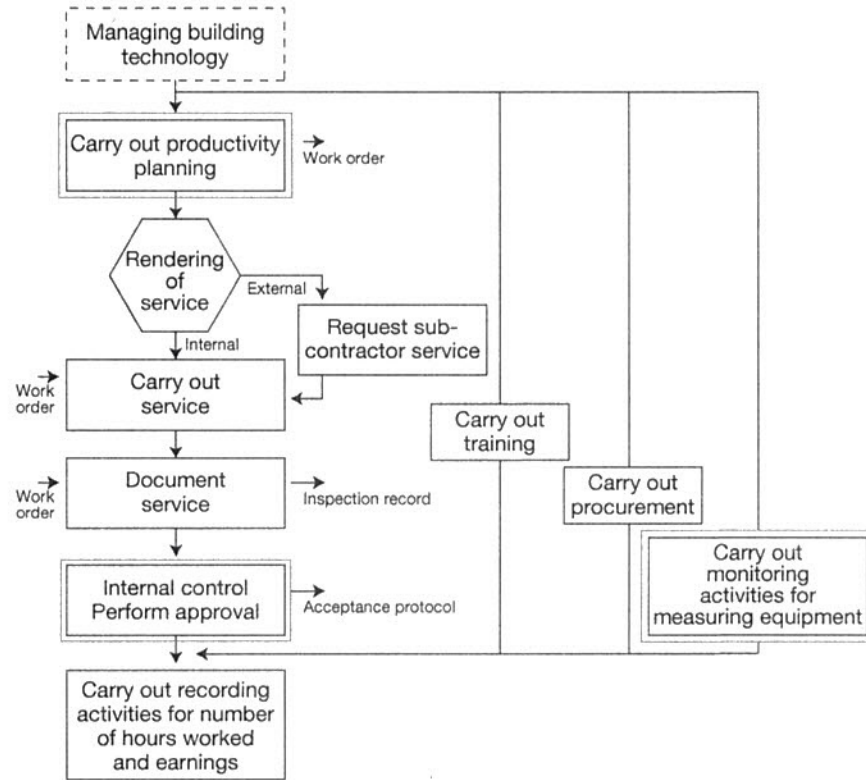 Managing building
technology
Carry out productivity
planning
Work order
Rendering
of
service
External
Internal
Request sub-
contractor service
Work
order
Carry out
service
Carry out
training
Work
order
Document
service
Inspection record
Carry out
procurement
Internal control
Perform approval
Acceptance protocol
Carry out
monitoring
activities for
measuring equipment
Carry out recording
activities for number
of hours worked
and earnings